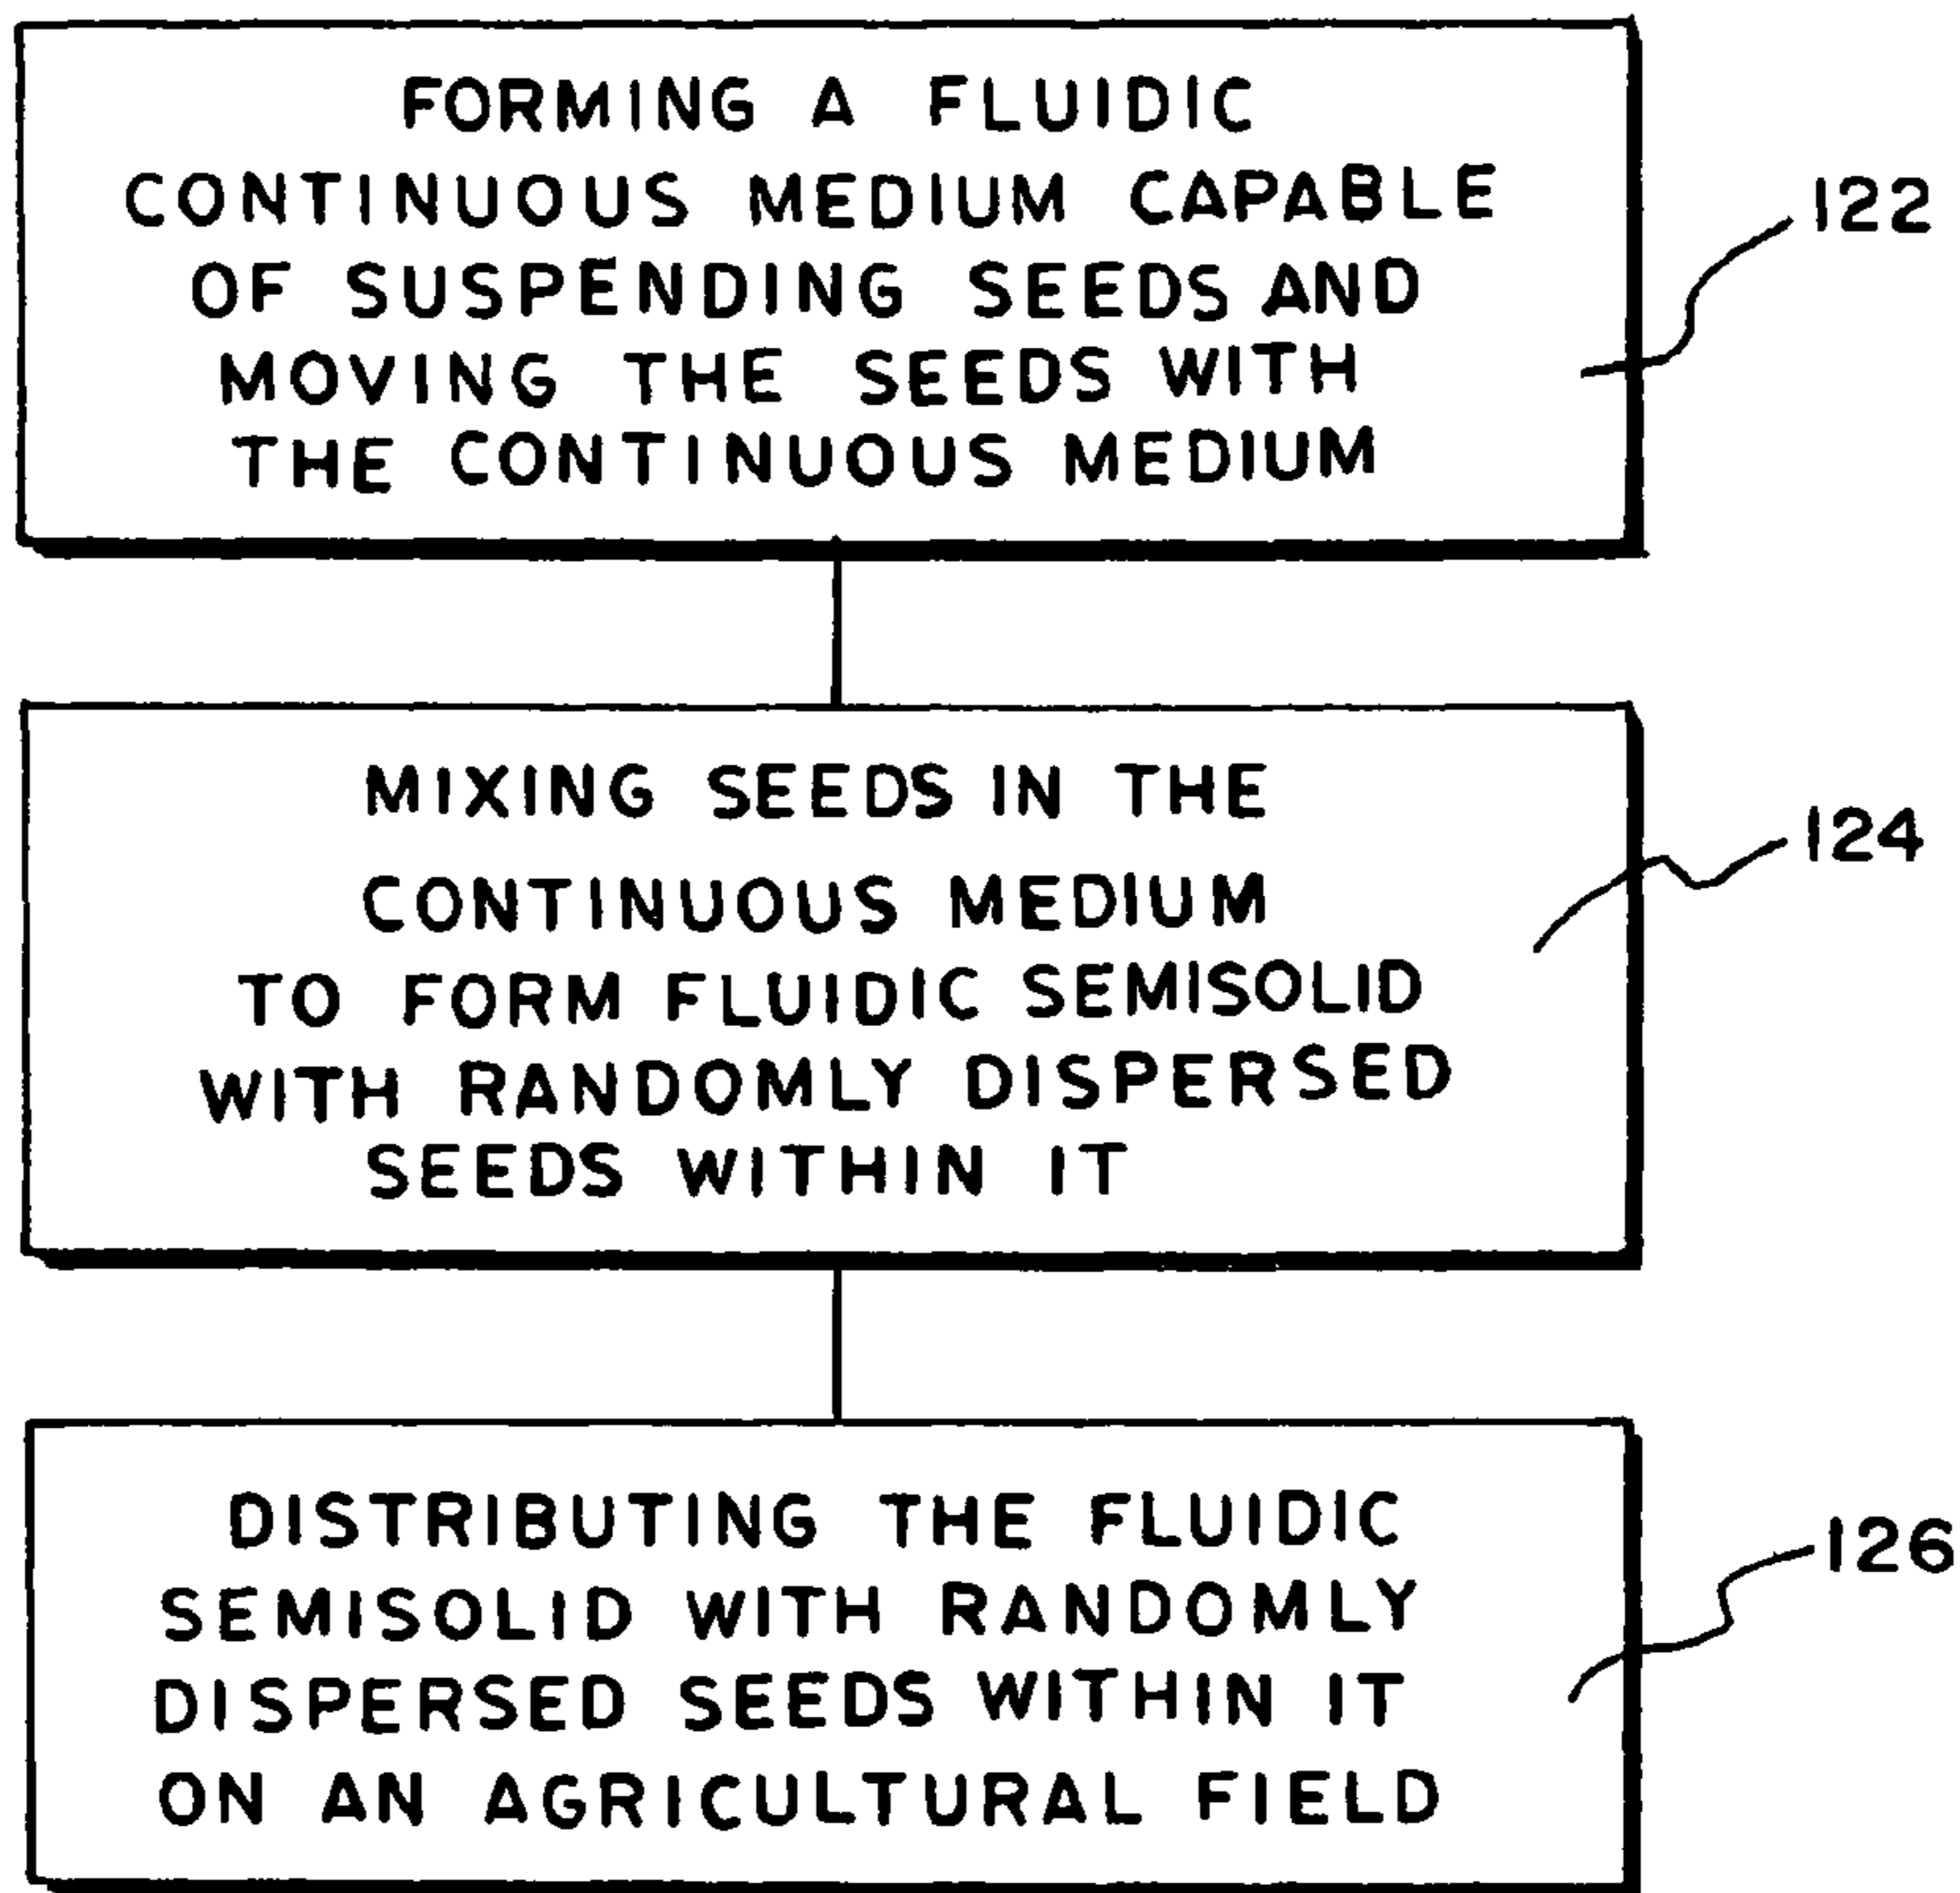 FORMING A FLUIDIC
CONTINUOUS MEDIUM CAPABLE
OF SUSPENDING SEEDS AND
MOVING THE SEEDS WITH
THE CONTINUOUS MEDIUM
122
MIXING SEEDS IN THE
CONTINUOUS MEDIUM
TO FORM FLUIDIC SEMISOLID
WITH RANDOMLY DISPERSED
SEEDS WITHIN IT
124
DISTRIBUTING THE FLUIDIC
SEMISOLID WITH RANDOMLY
DISPERSED SEEDS WITHIN IT
ON AN AGRICULTURAL FIELD
126